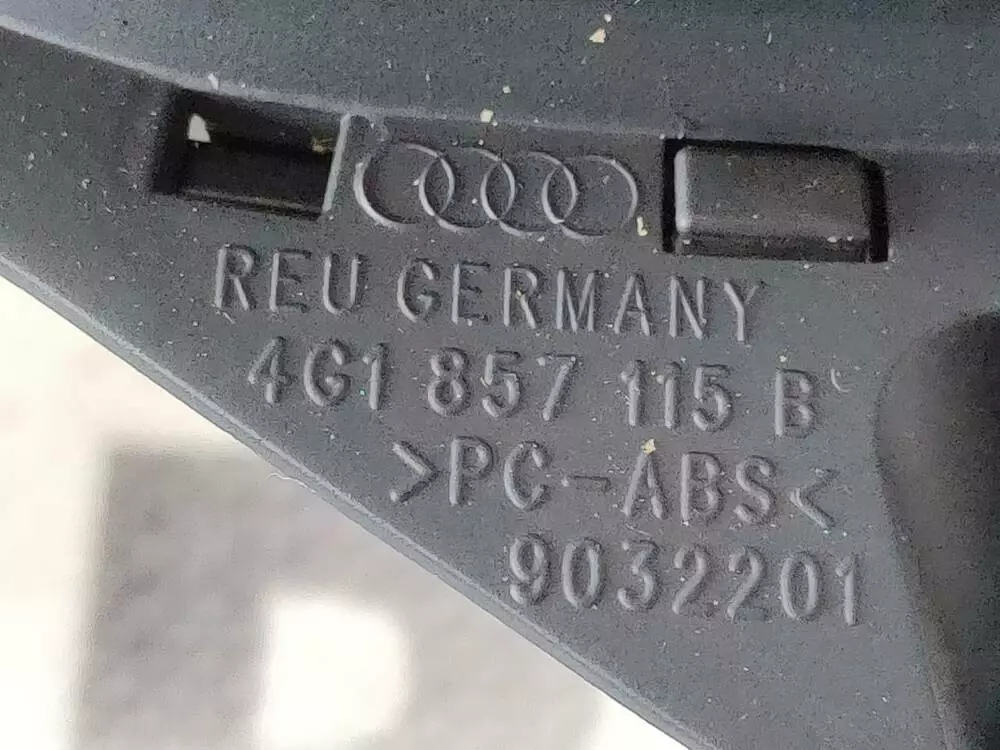 REU GERMANY
4G1 857 115 B
>PC-ABS<
9032201